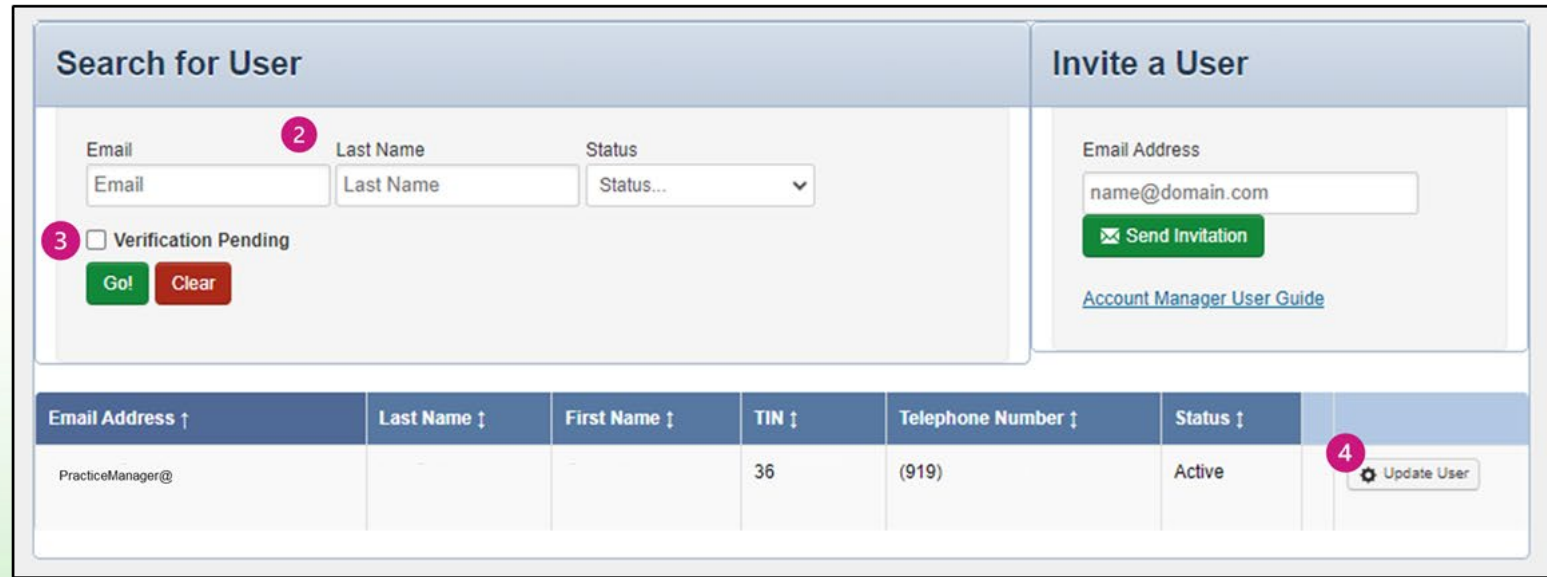 Search for User
Invite a User
2
Email Last Name Status
Email Last Name Status...
3 Verification Pending
Go! Clear
Email Address
name@domain.com
Send Invitation
Account Manager User Guide
Email Address ↑ Last Name ↕ First Name ↕ TIN ↕ Telephone Number ↕ Status ↕
4
PracticeManager@ 36 (919) Active Update User